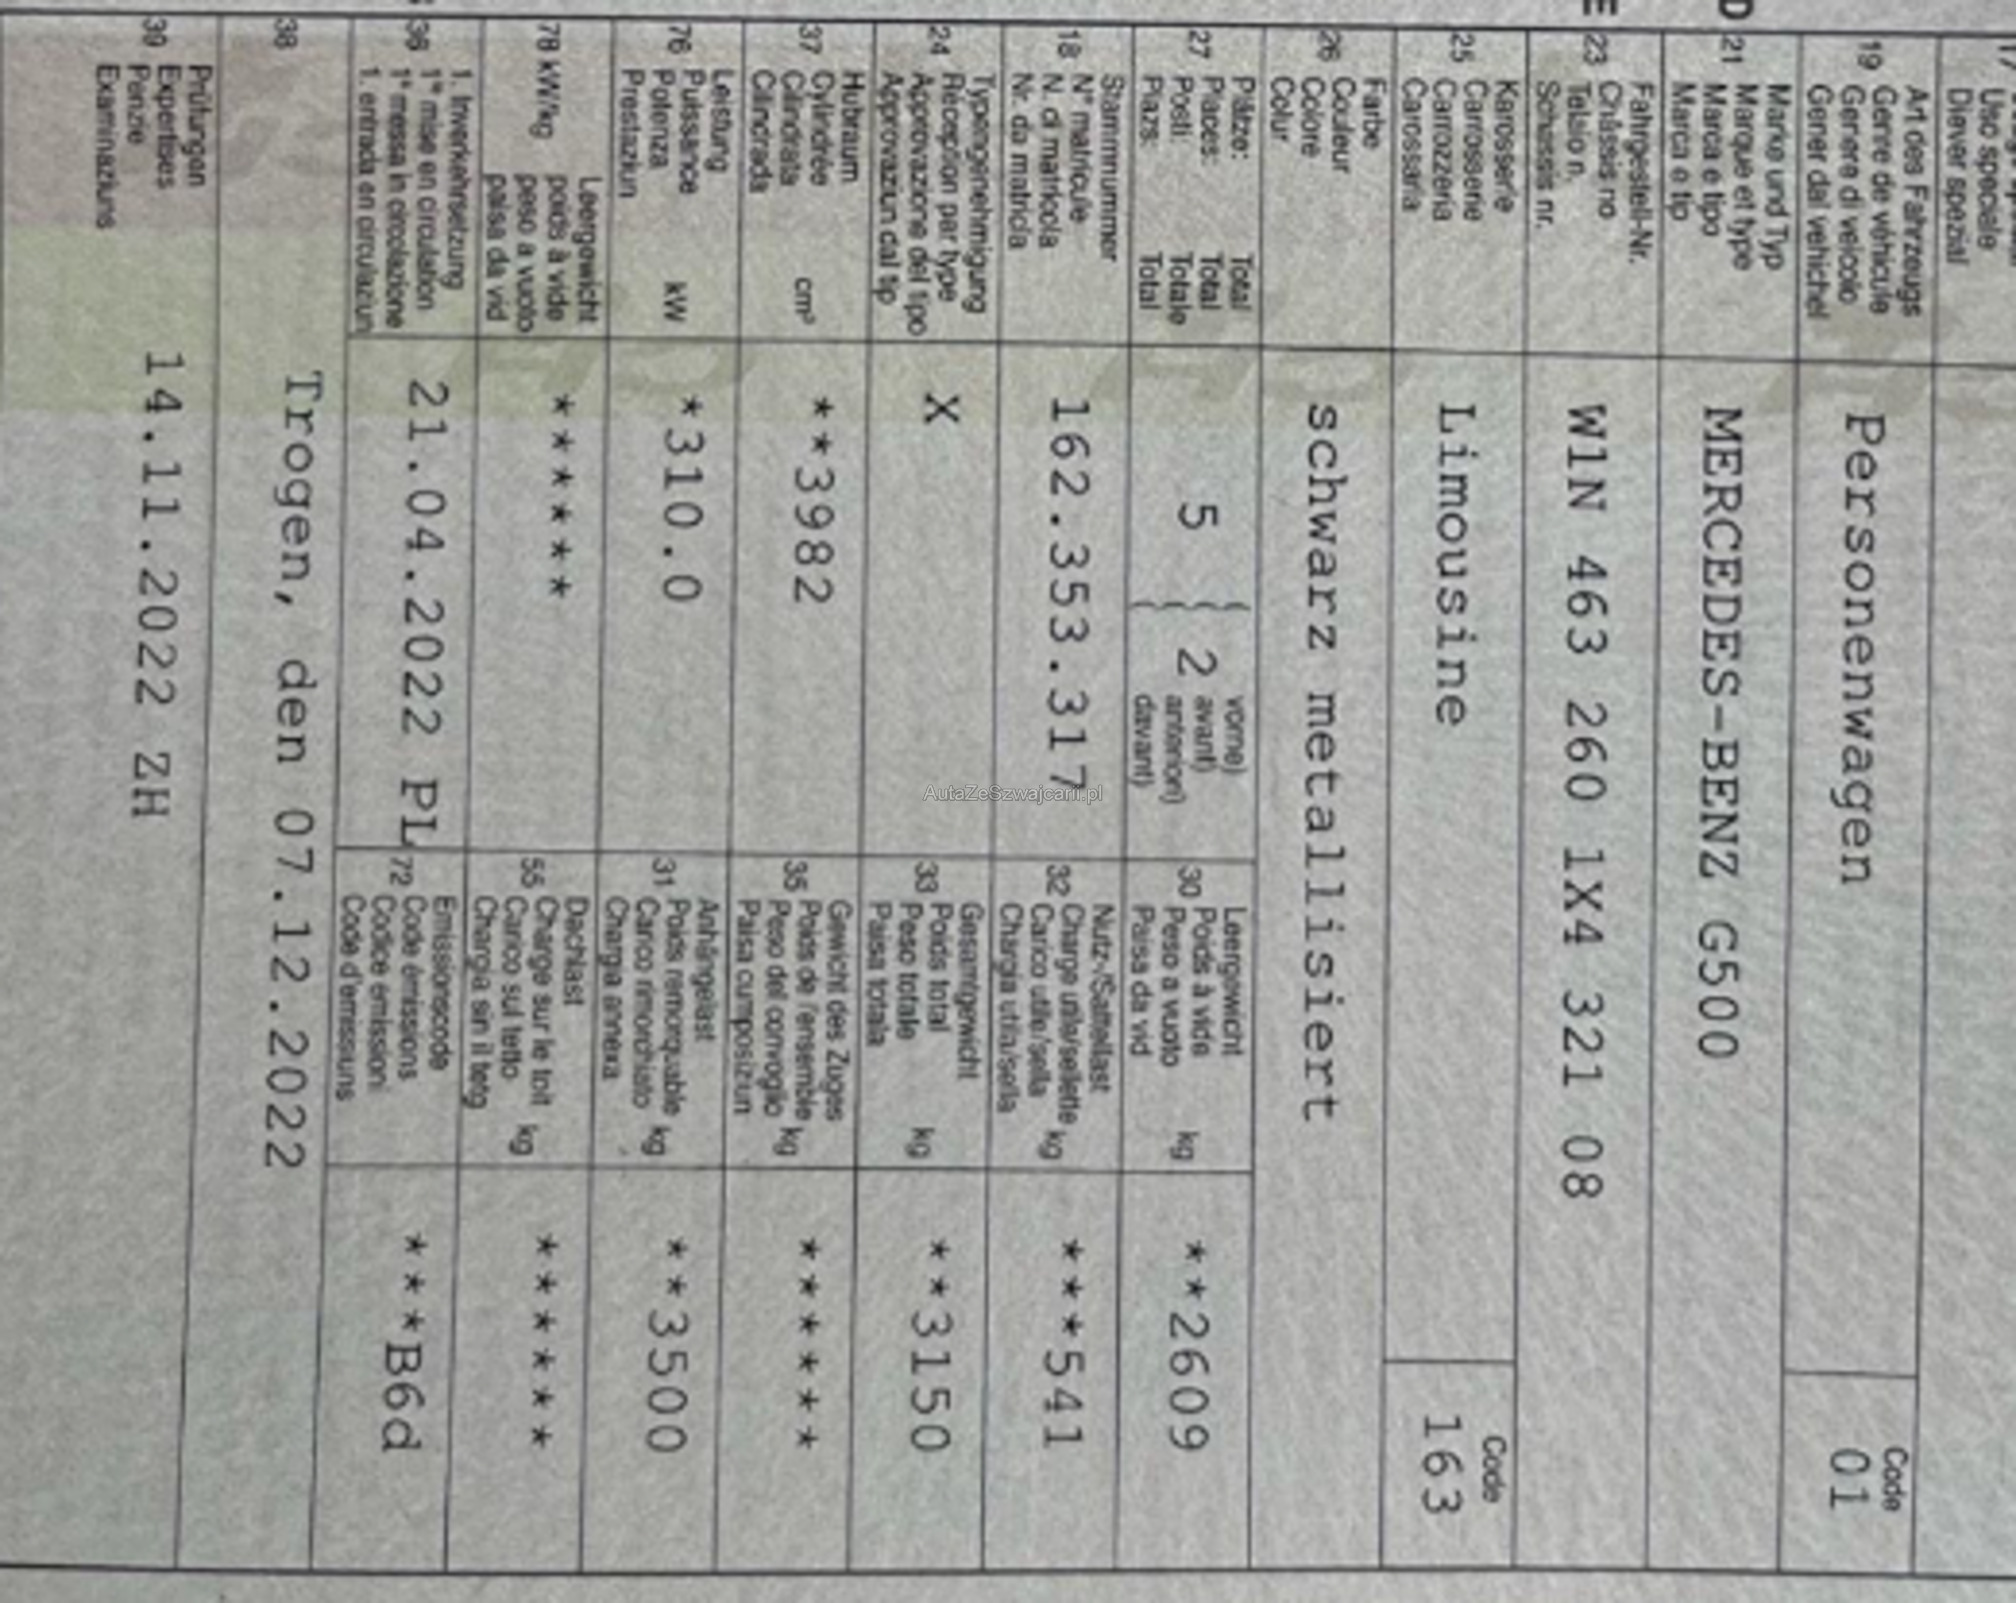 Uso speciale
Diever spezial
19 Art des Fahrzeugs
Genre de véhicule
Genere di veicolo
Gener dal vehichel
Personenwagen
Code
01
D
21 Marke und Typ
Marque et type
Marca e tipo
Marca e tip
MERCEDES-BENZ G500
E
23 Fahrgestell-Nr.
Châssis no
Telaio n.
Schassis nr.
W1N 463 260 1X4 321 08
25 Karosserie
Carrosserie
Carrozzeria
Carossaria
Limousine
Code
163
26 Farbe
Couleur
Colore
Colur
schwarz metallisiert
27 Plätze: Total
Places: Total
Posti: Totale
Plazs: Total
5 ( 2 vorne)
avant)
anteriori)
davant)
30 Leergewicht
Poids à vide
Peso a vuoto kg
Paisa da vid
**2609
18 Stammnummer
N° matricule
N. di matricola
Nr. da matricla
162.353.317
32 Nutz-/Sattellast
Charge utile/sellette
Carico utile/sella kg
Chargia utila/sella
***541
24 Typengenehmigung
Réception par type
Approvazione del tipo
Approvaziun dal tip
X
33 Gesamtgewicht
Poids total
Peso totale kg
Paisa totala
**3150
37 Hubraum
Cylindrée
Cilindrata cm³
Cilindrada
**3982
35 Gewicht des Zuges
Poids de l'ensemble
Peso del convoglio kg
Paisa cumposiziun
******
76 Leistung
Puissance
Potenza kW
Prestaziun
*310.0
31 Anhängelast
Poids remorquable
Carico rimorchiato kg
Chargia annexa
**3500
78 kW/kg Leergewicht
poids à vide
peso a vuoto
paisa da vid
******
55 Dachlast
Charge sur le toit
Carico sul tetto kg
Chargia sin il tetg
******
36 1. Inverkehrsetzung
1re mise en circulation
1a messa in circolazione
1. entrada en circulaziun
21.04.2022 PL
72 Emissionscode
Code émissions
Codice emissioni
Code d'emissiuns
***B6d
38
Trogen, den 07.12.2022
39 Prüfungen
Expertises
Perizie
Examinaziuns
14.11.2022 ZH
AutaZeSzwajcarii.pl